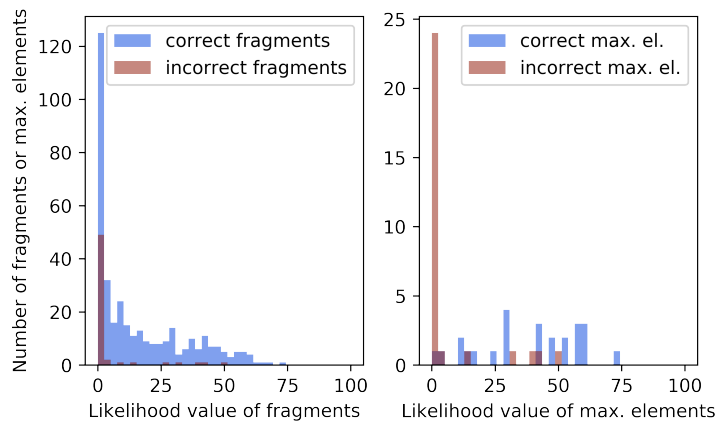 Number of fragments or max. elements
120
100
80
60
40
20
0
correct fragments
incorrect fragments
0 25 50 75 100
Likelihood value of fragments
25
20
15
10
5
0
correct max. el.
incorrect max. el.
0 25 50 75 100
Likelihood value of max. elements